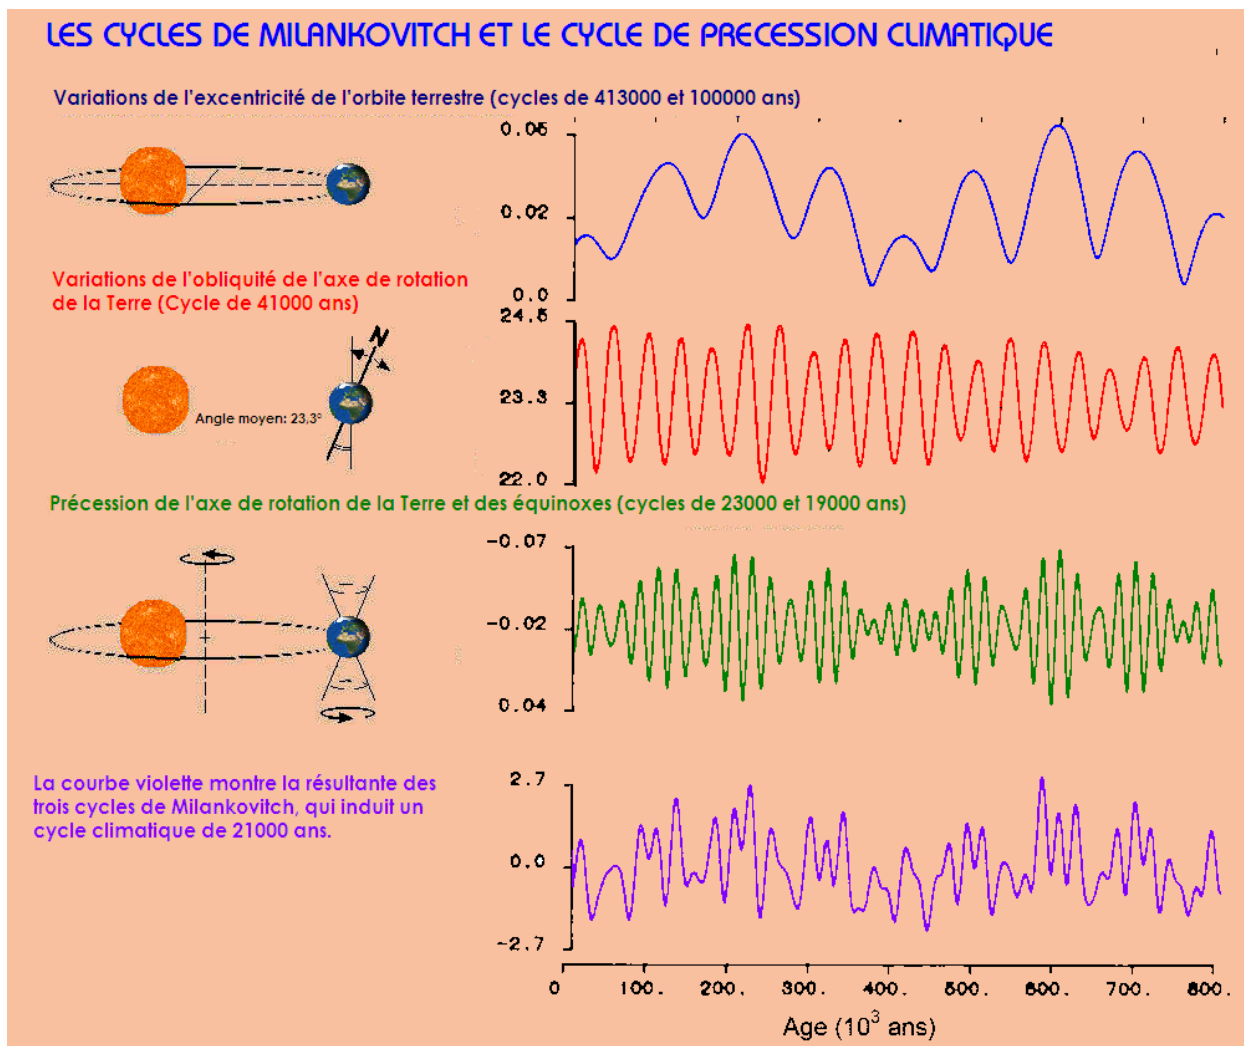 LES CYCLES DE MILANKOVITCH ET LE CYCLE DE PRECESSION CLIMATIQUE
Variations de l'excentricité de l'orbite terrestre (cycles de 413000 et 100000 ans)
0.05
0.02
0.0
Variations de l'obliquité de l'axe de rotation
de la Terre (Cycle de 41000 ans)
N
Angle moyen: 23,3°
24.5
23.3
22.0
Précession de l'axe de rotation de la Terre et des équinoxes (cycles de 23000 et 19000 ans)
-0.07
-0.02
0.04
La courbe violette montre la résultante des
trois cycles de Milankovitch, qui induit un
cycle climatique de 21000 ans.
2.7
0.0
-2.7
0 100. 200. 300. 400. 500. 600. 700. 800.
Age (10³ ans)